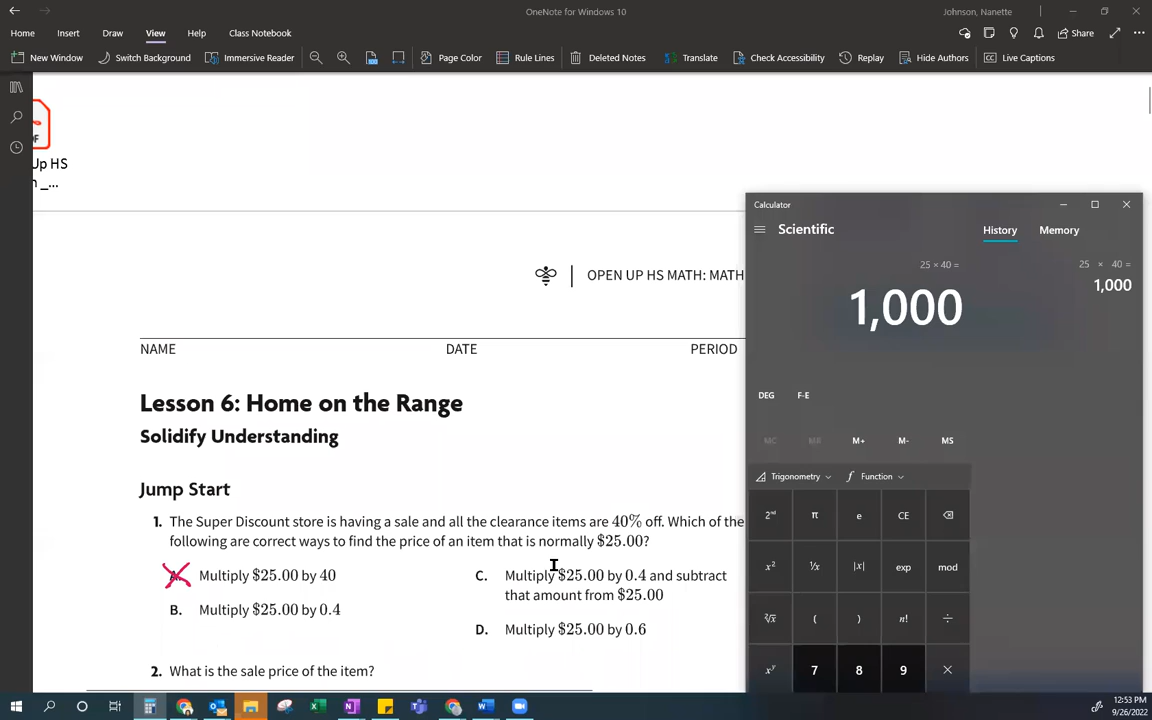 OneNote for Windows 10
Johnson, Nanette
Home Insert Draw View Help Class Notebook
Share
New Window Switch Background Immersive Reader Page Color Rule Lines Deleted Notes Translate Check Accessibility Replay Hide Authors Live Captions
Up HS
_...
OPEN UP HS MATH: MATH
NAME DATE PERIOD
Lesson 6: Home on the Range
Solidify Understanding
Jump Start
1. The Super Discount store is having a sale and all the clearance items are 40% off. Which of the
following are correct ways to find the price of an item that is normally $25.00?
A. Multiply $25.00 by 40
B. Multiply $25.00 by 0.4
C. Multiply $25.00 by 0.4 and subtract
that amount from $25.00
D. Multiply $25.00 by 0.6
2. What is the sale price of the item?
Calculator
Scientific
History Memory
25 × 40 =
1,000
25 × 40 =
1,000
DEG F-E
MC MR M+ M- MS
Trigonometry Function
2ⁿᵈ π e CE
x² ¹/x |x| exp mod
²√x ( ) n! ÷
xʸ 7 8 9 ×
12:53 PM
9/26/2022